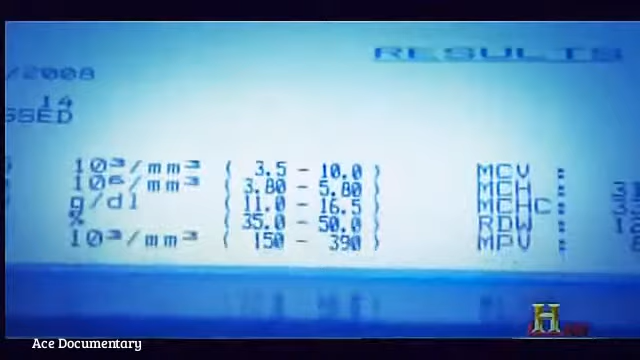 RESULTS
/2008
14
SSED
10³/mm³ ( 3.5 - 10.0 ) MCV :
10⁶/mm³ ( 3.80 - 5.80 ) MCH :
g/dl ( 11.0 - 16.5 ) MCHC :
% ( 35.0 - 50.0 ) RDW :
10³/mm³ ( 150 - 390 ) MPV :
H
Ace Documentary